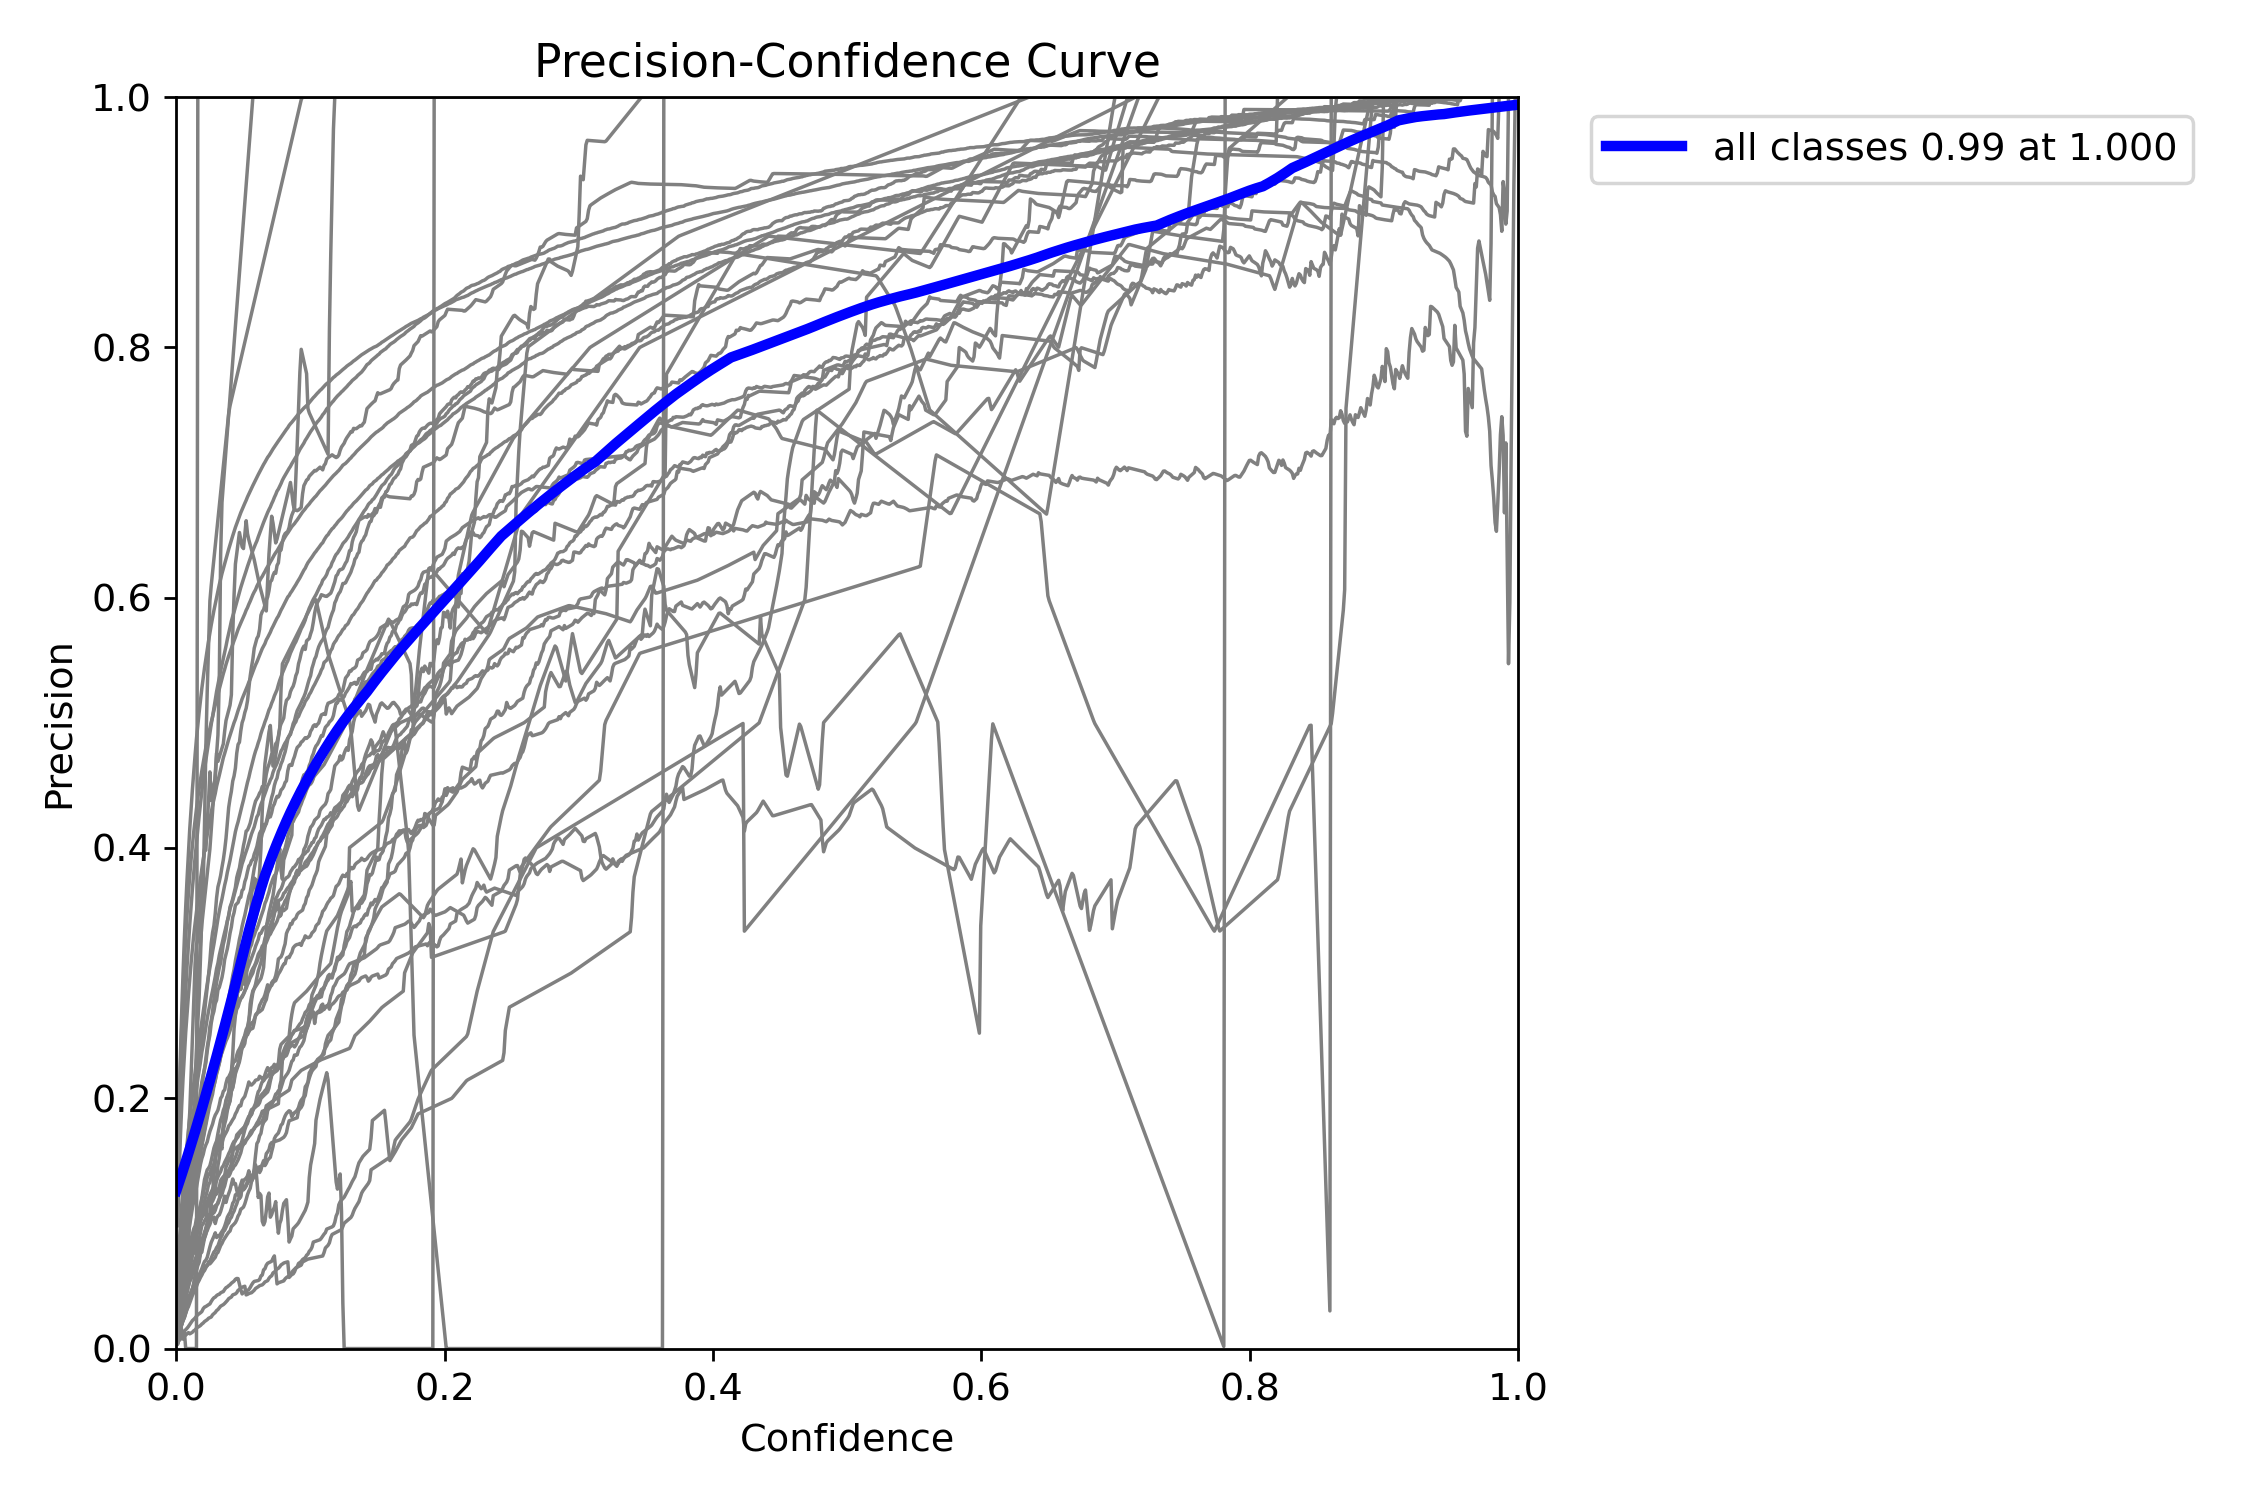 Precision-Confidence Curve
all classes 0.99 at 1.000
Precision
1.0
0.8
0.6
0.4
0.2
0.0
0.0 0.2 0.4 0.6 0.8 1.0
Confidence